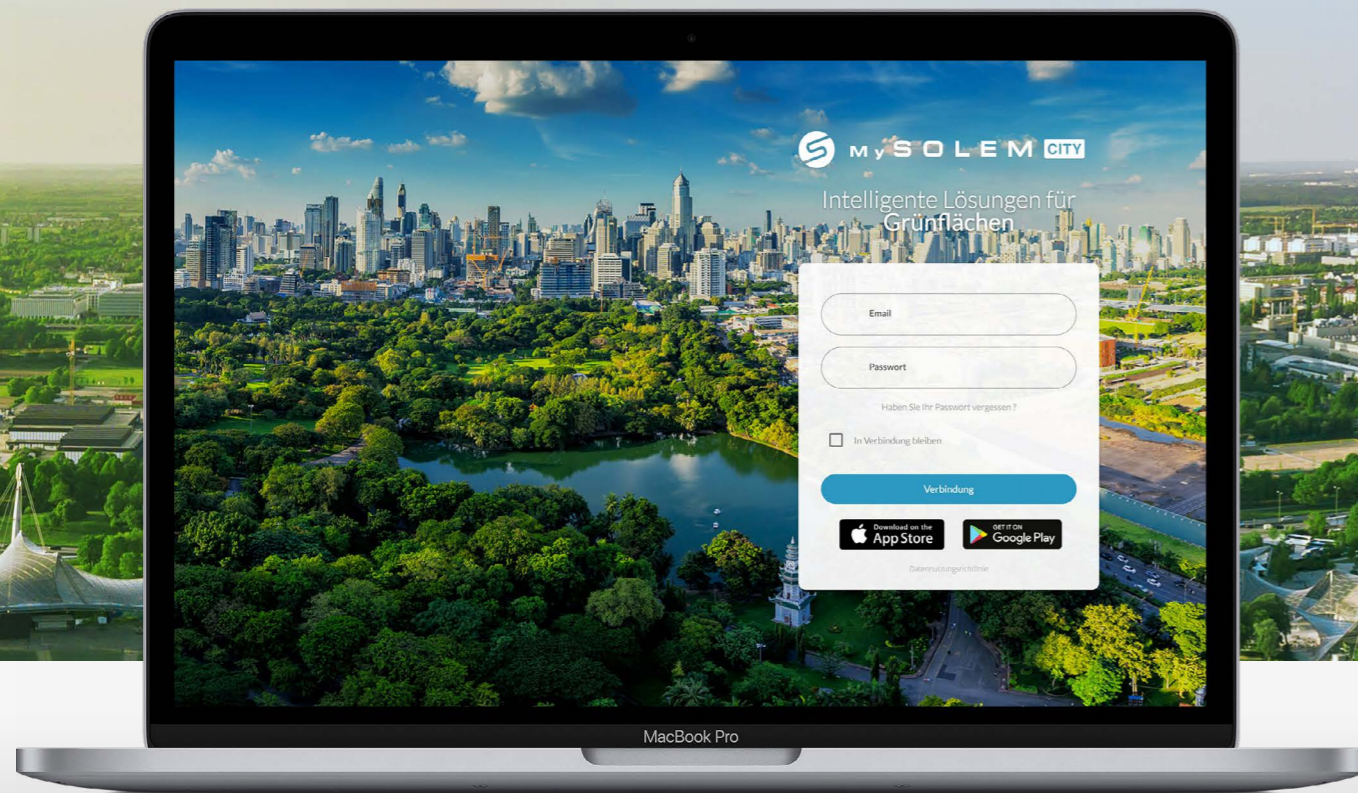 MySOLEM CITY
Intelligente Lösungen für
Grünflächen
Email
Passwort
Haben Sie Ihr Passwort vergessen ?
In Verbindung bleiben
Verbindung
Download on the
App Store
GET IT ON
Google Play
Datennutzungsrichtlinie
MacBook Pro